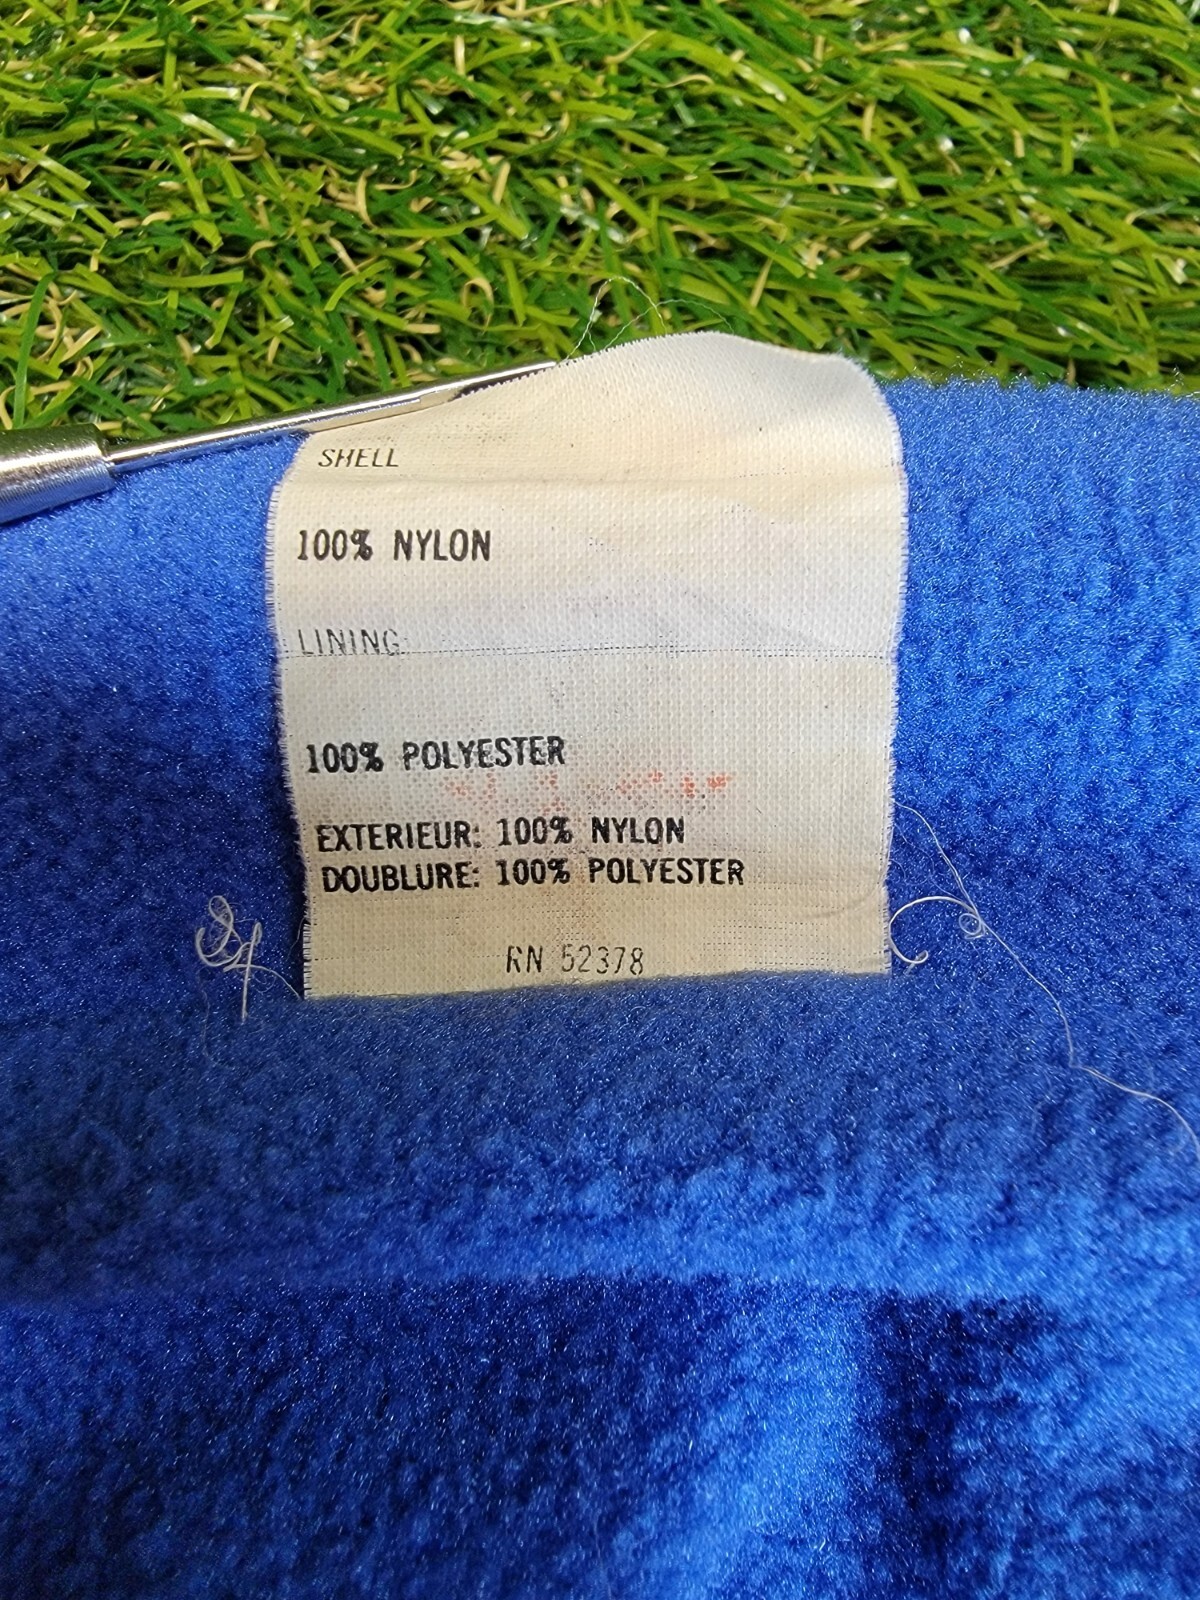 SHELL
100% NYLON
LINING:
100% POLYESTER
EXTERIEUR: 100% NYLON
DOUBLURE: 100% POLYESTER
RN 52378